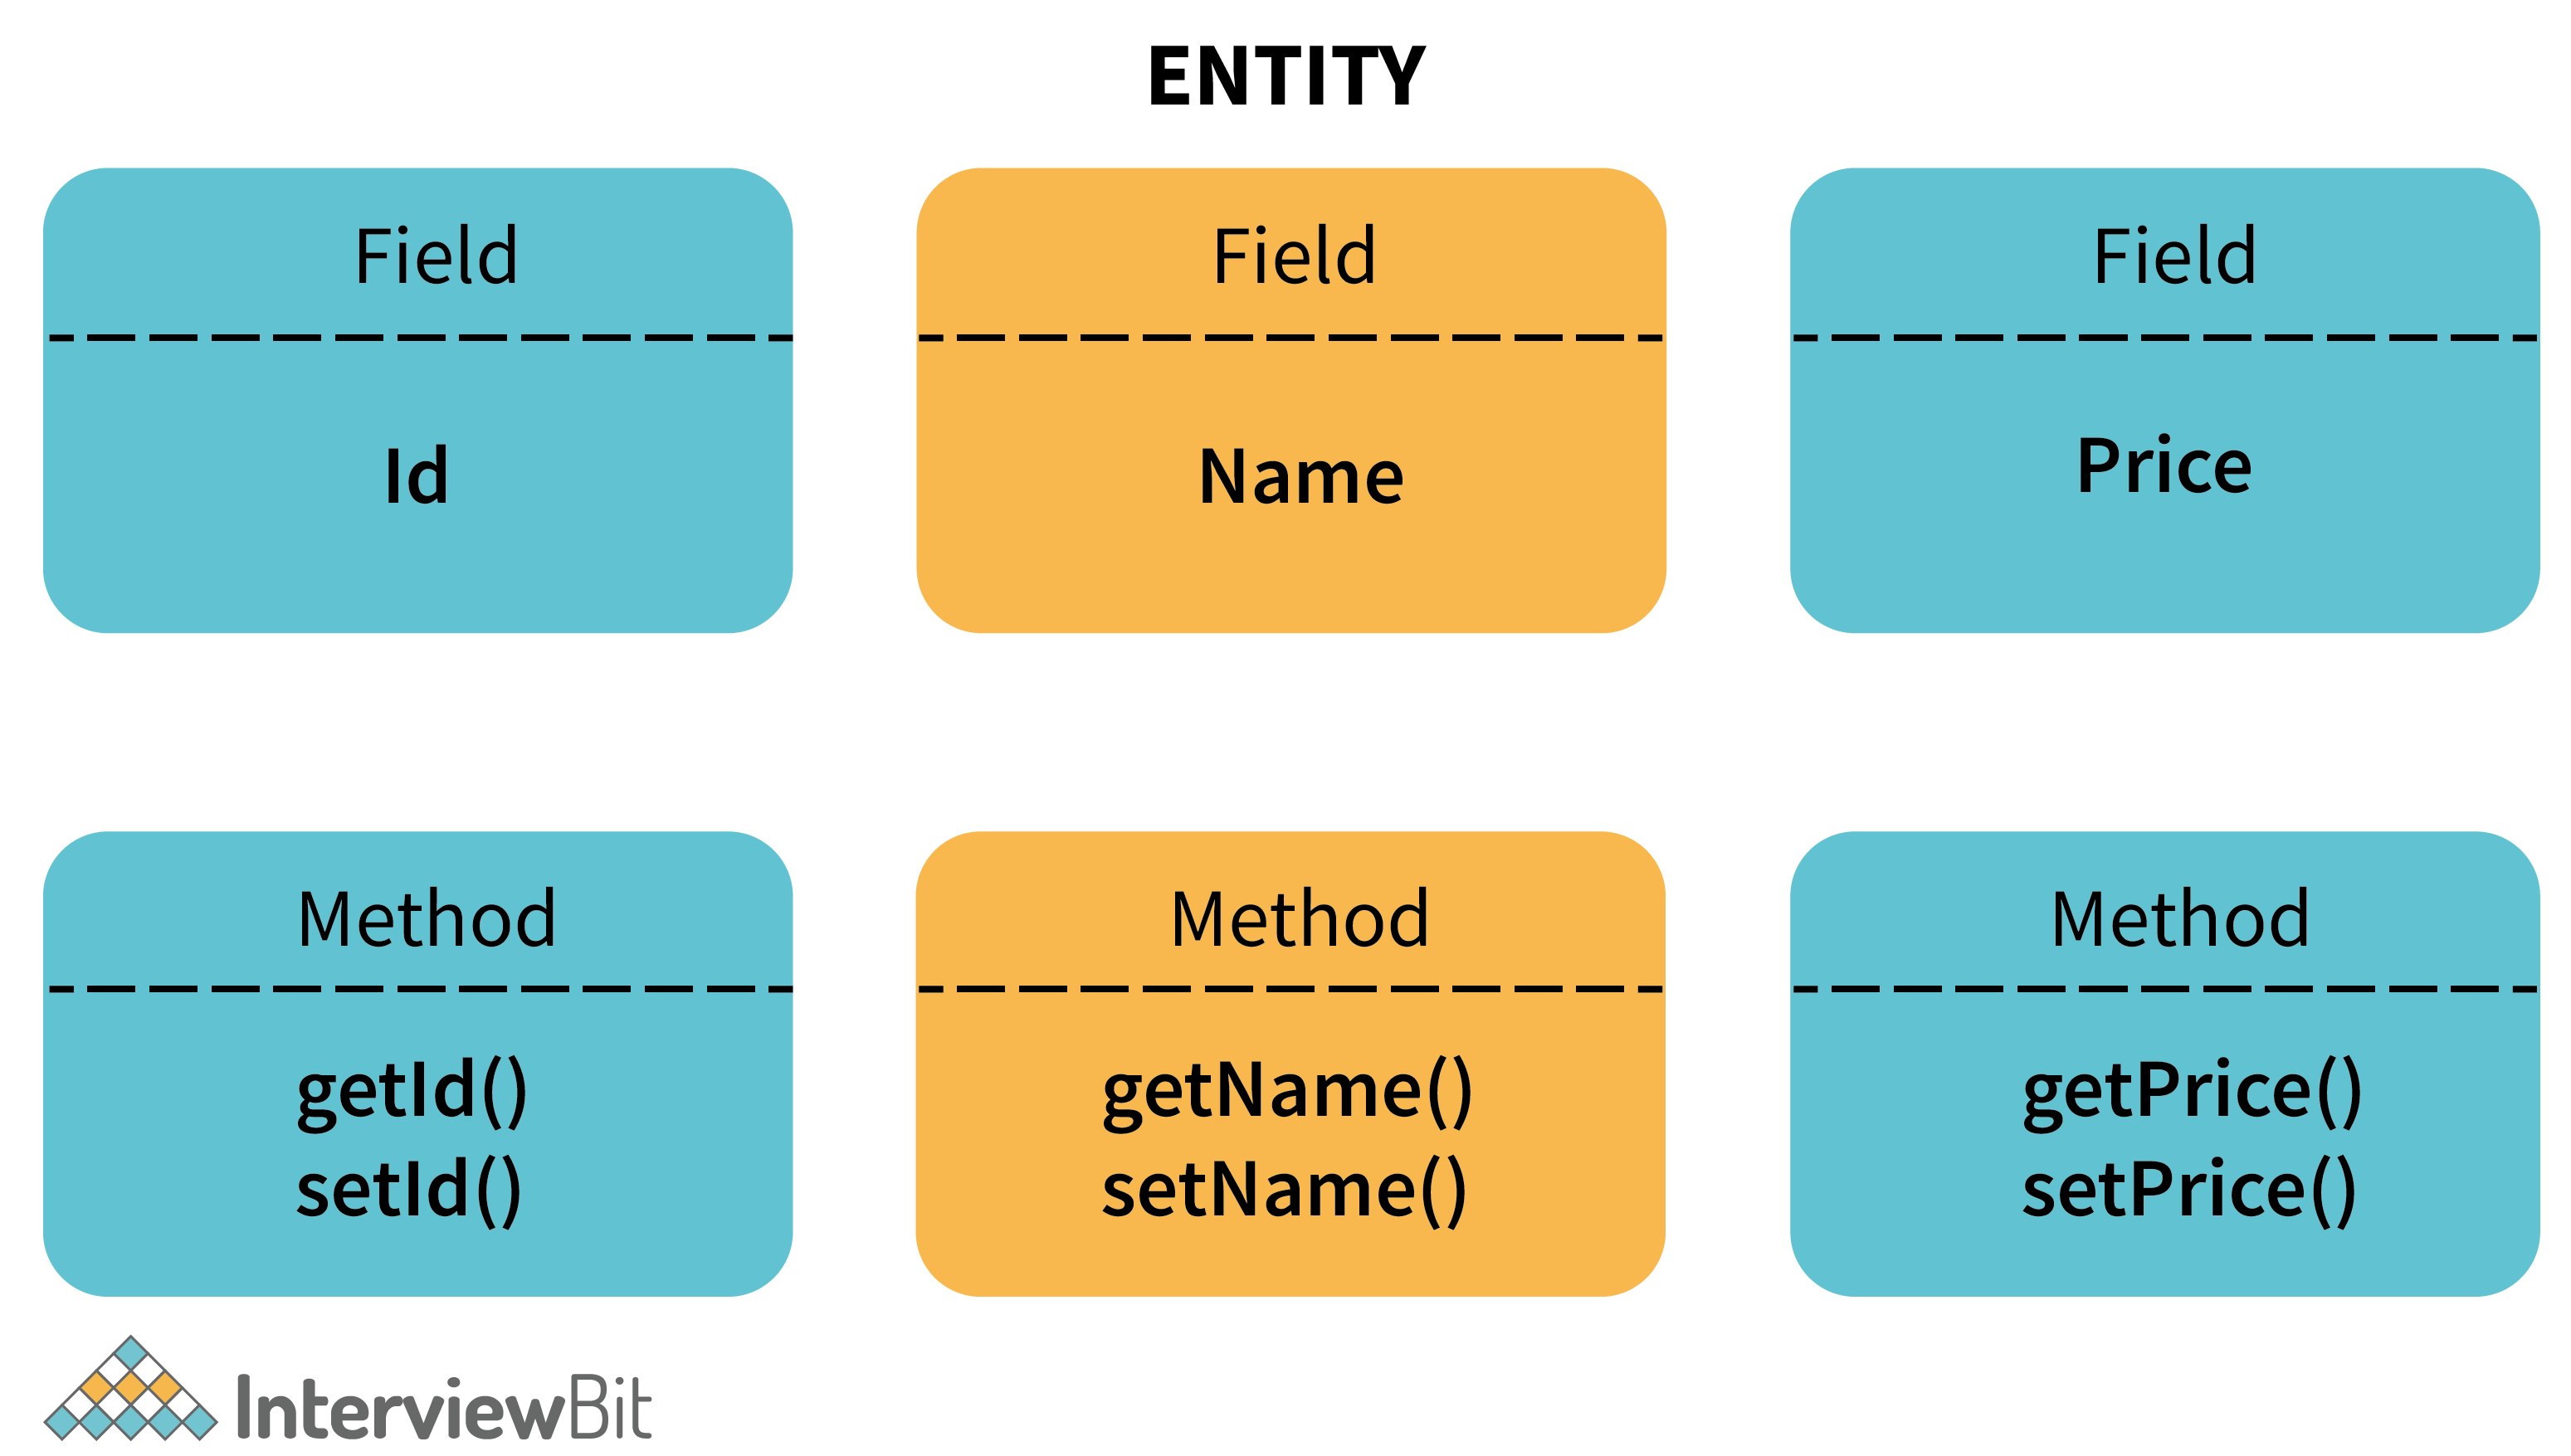 ENTITY
Field
Id
Field
Name
Field
Price
Method
getId()
setId()
Method
getName()
setName()
Method
getPrice()
setPrice()
InterviewBit